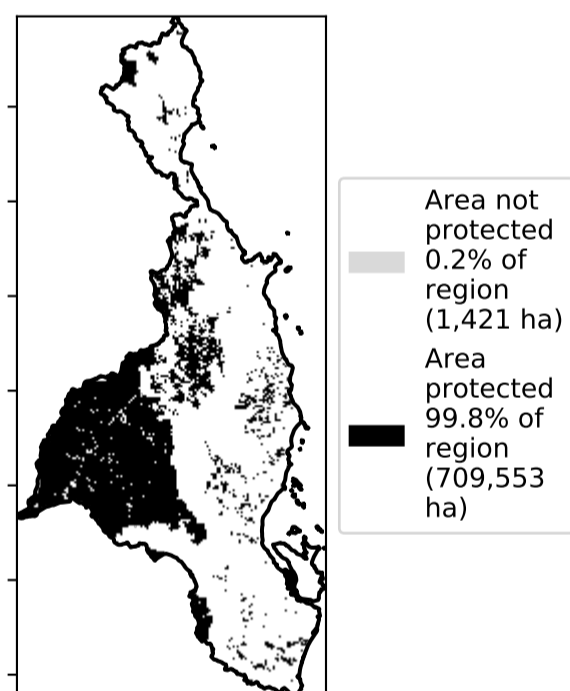 Area not
protected
0.2% of
region
(1,421 ha)
Area
protected
99.8% of
region
(709,553
ha)